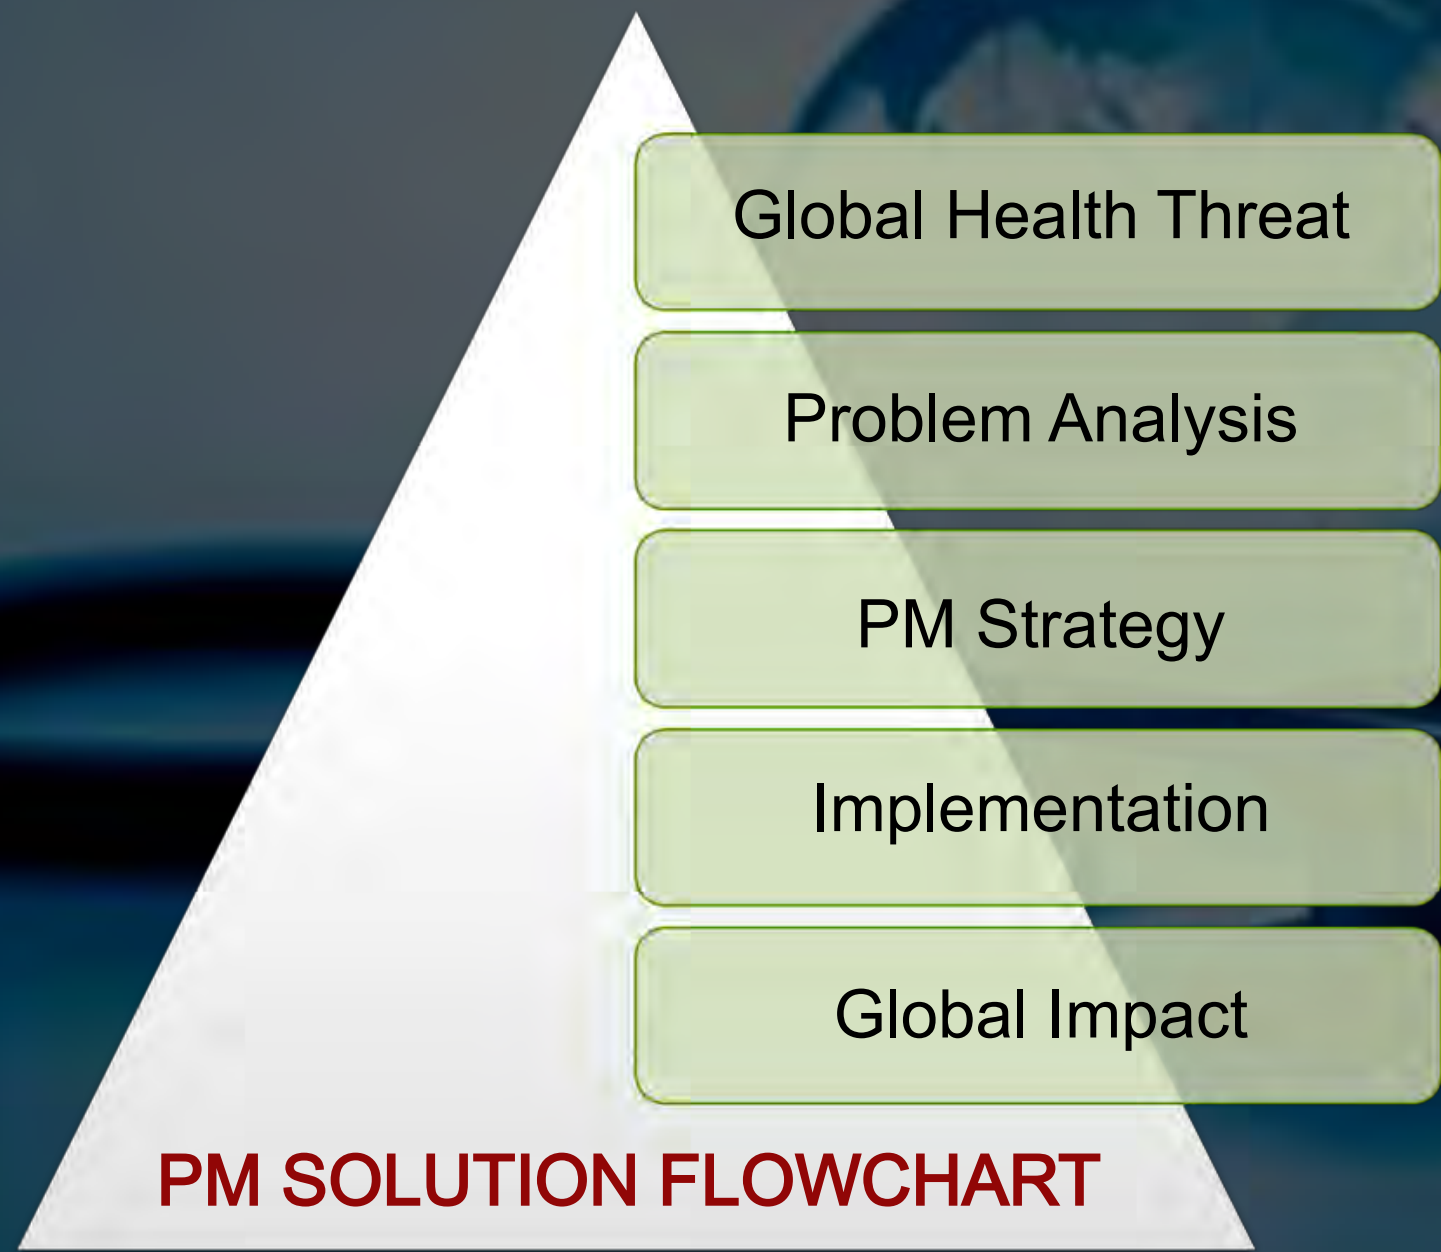 Global Health Threat
Problem Analysis
PM Strategy
Implementation
Global Impact
PM SOLUTION FLOWCHART